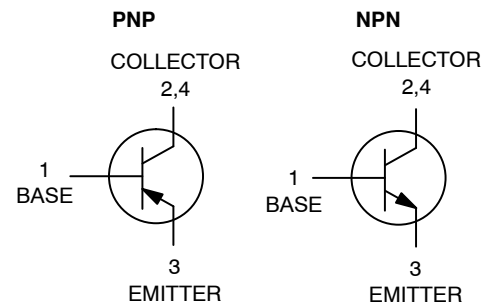 PNP
COLLECTOR
2,4
1
BASE
3
EMITTER
NPN
COLLECTOR
2,4
1
BASE
3
EMITTER